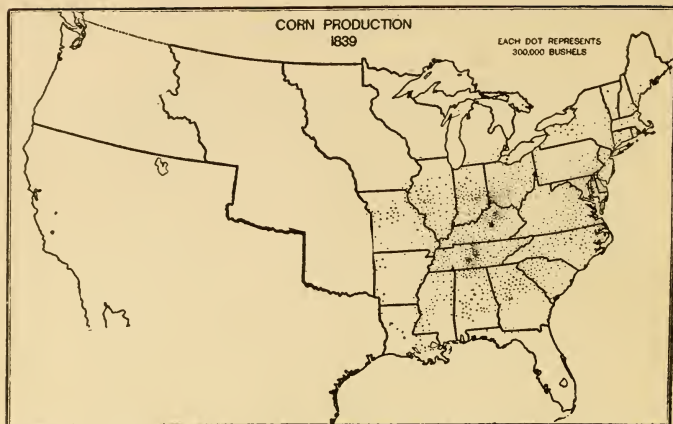 CORN PRODUCTION
1839
EACH DOT REPRESENTS
300,000 BUSHELS